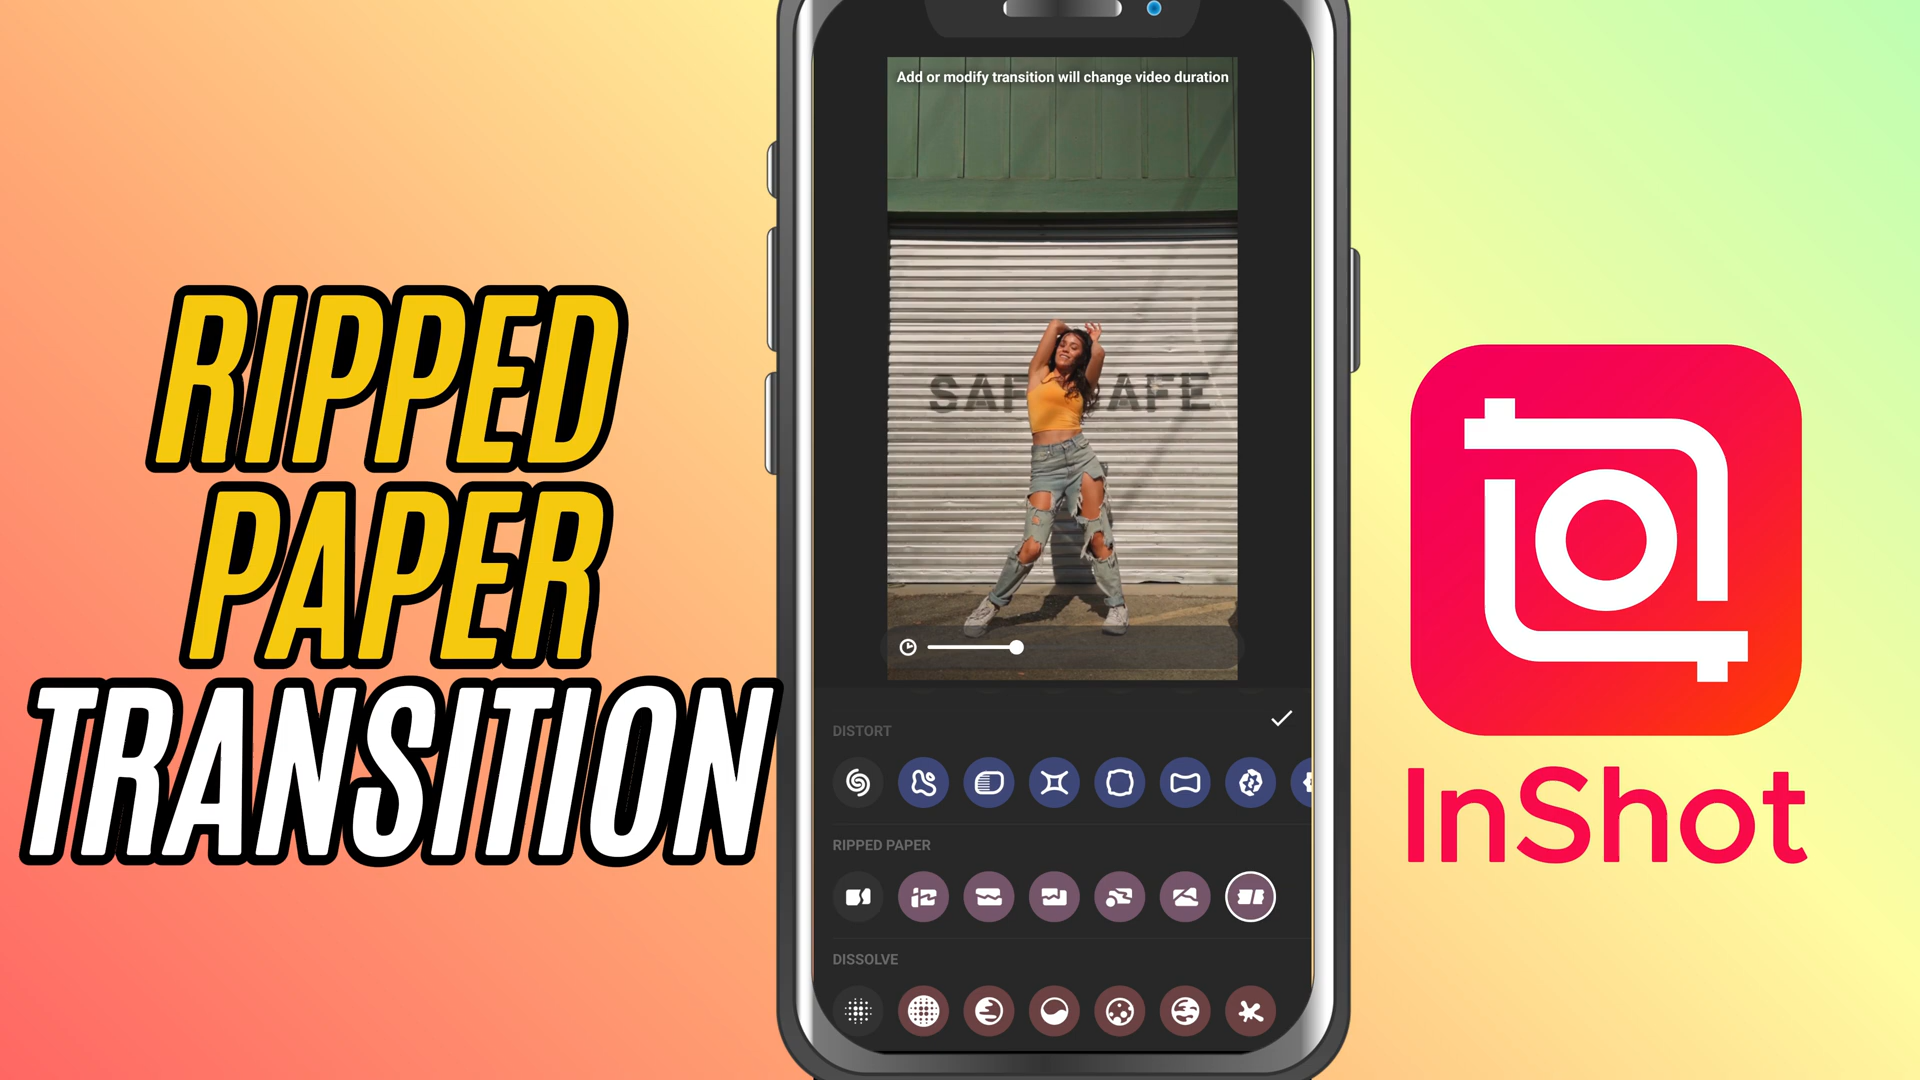 RIPPED
PAPER
TRANSITION
Add or modify transition will change video duration
SAF AFE
DISTORT
RIPPED PAPER
DISSOLVE
InShot